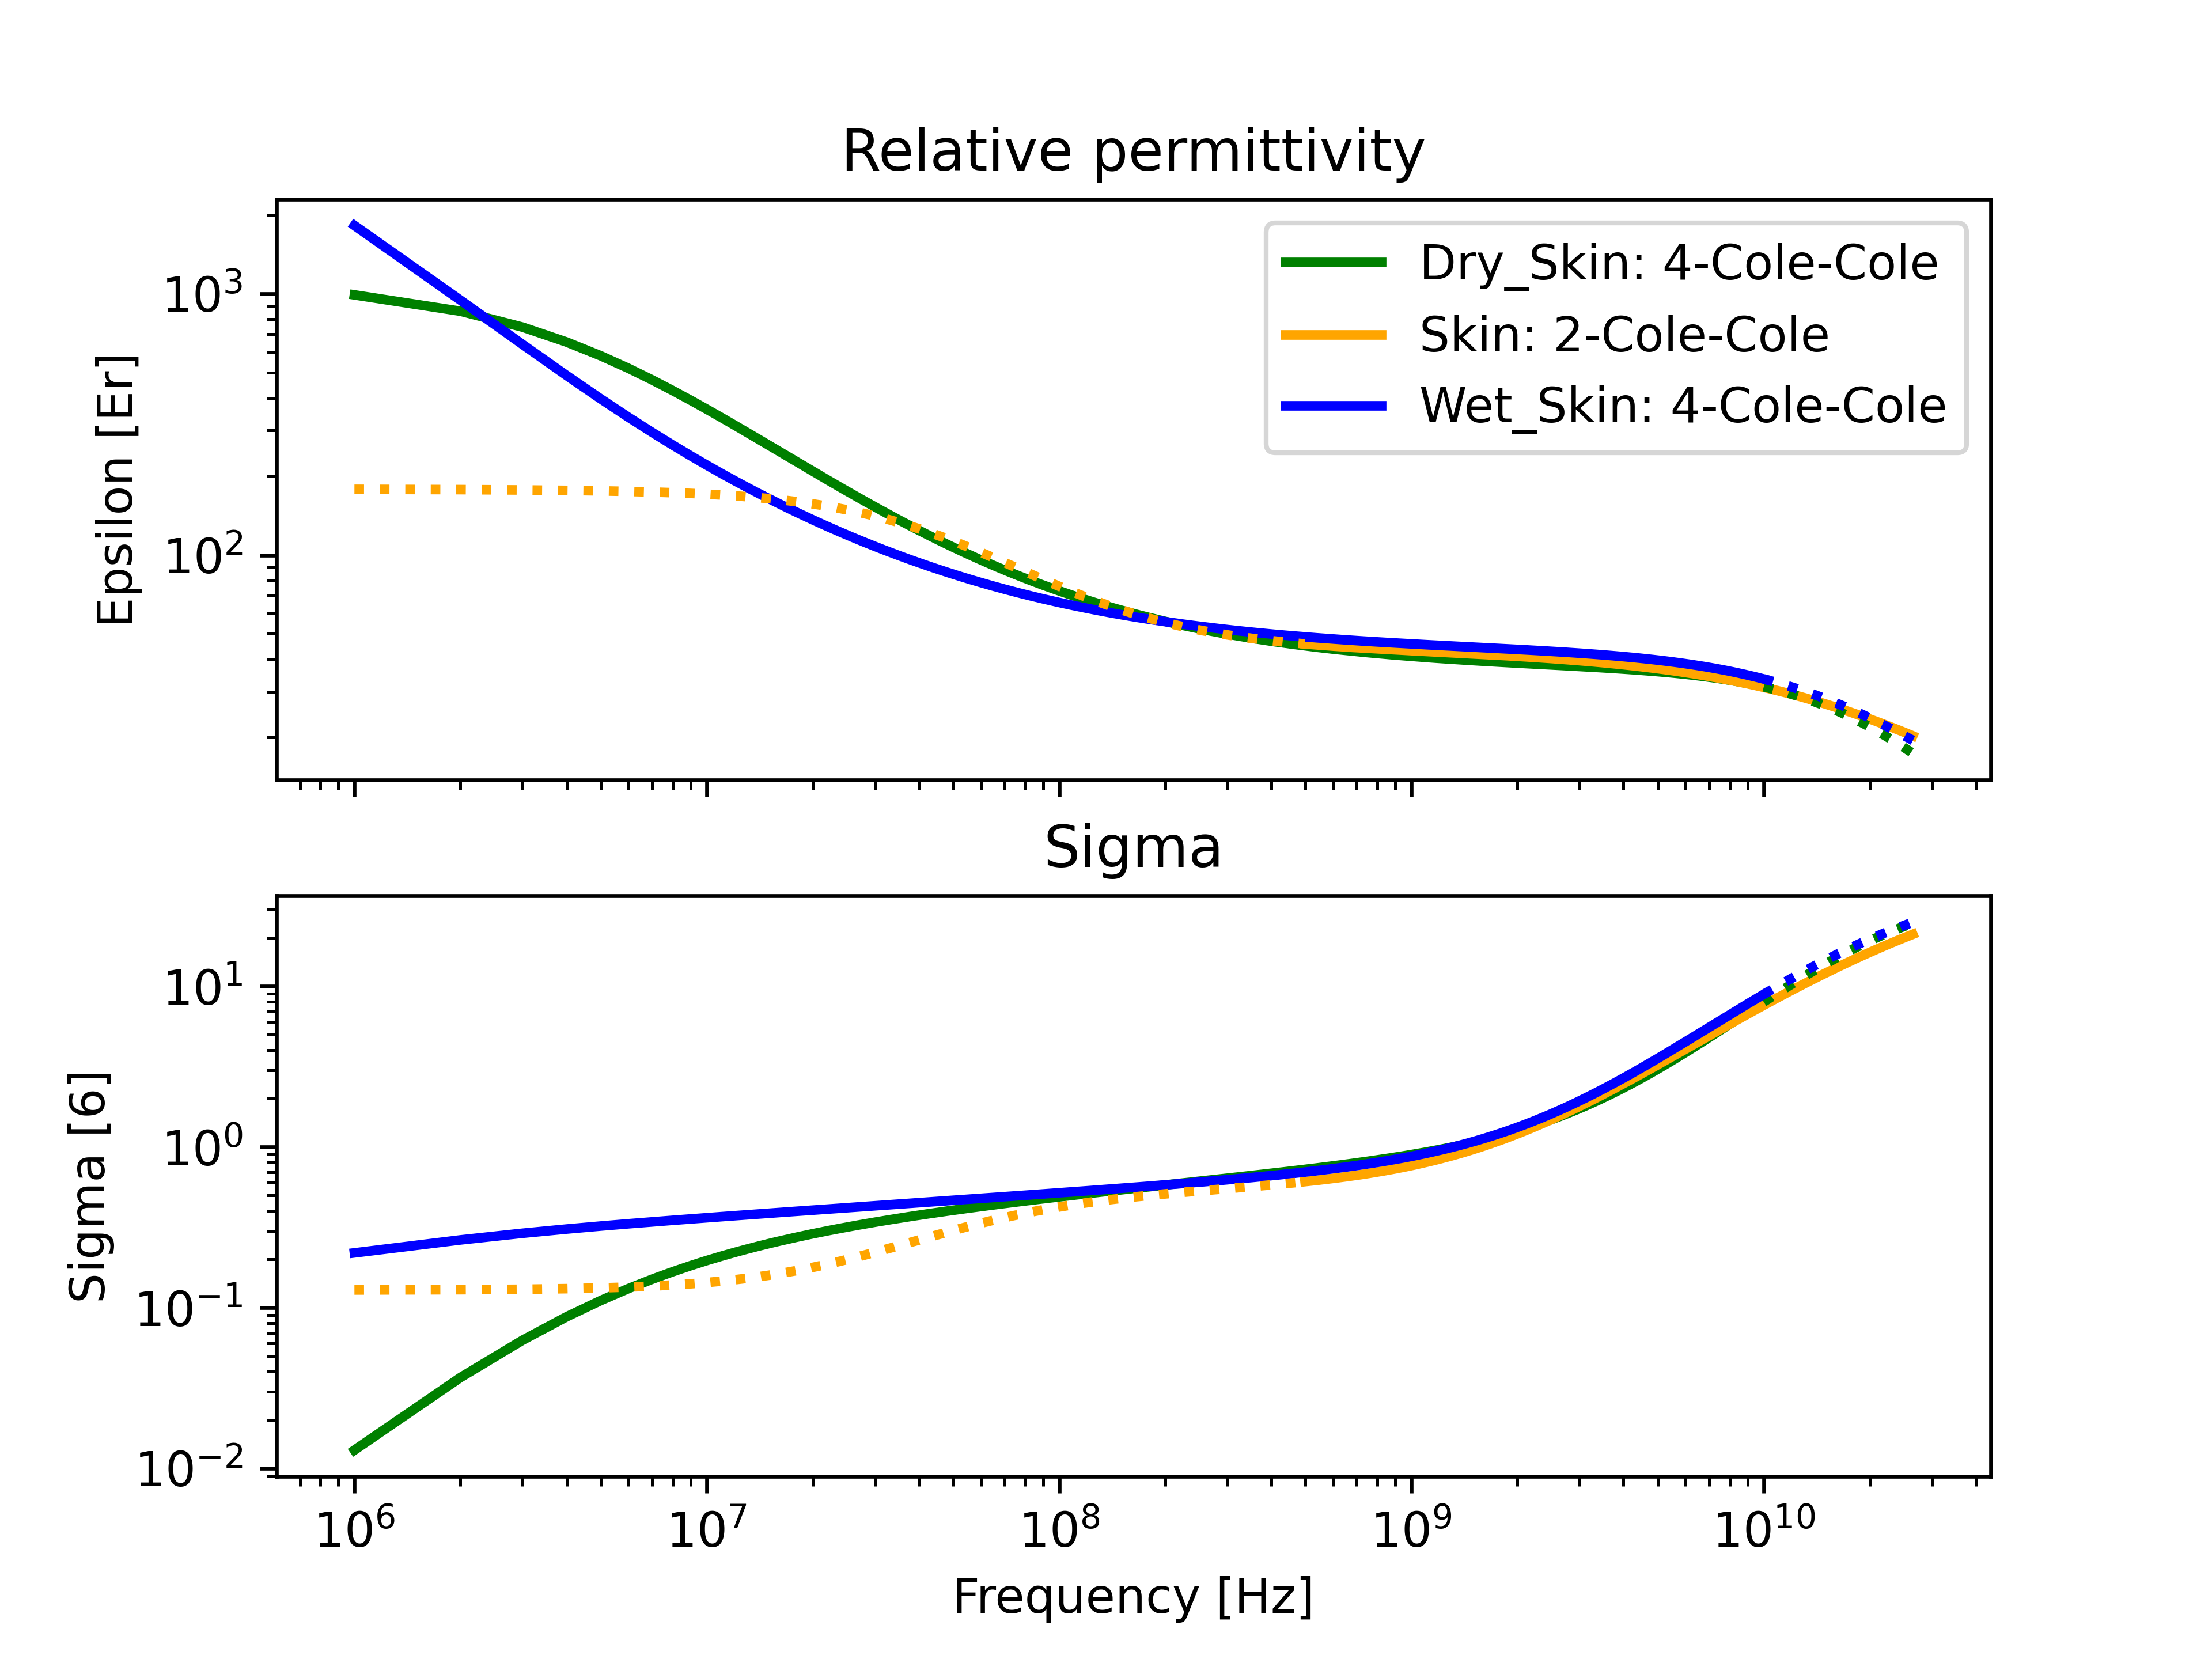 Relative permittivity
Epsilon [Er]
10³
10²
Dry_Skin: 4-Cole-Cole
Skin: 2-Cole-Cole
Wet_Skin: 4-Cole-Cole
Sigma
Sigma [6]
10¹
10⁰
10⁻¹
10⁻²
10⁶ 10⁷ 10⁸ 10⁹ 10¹⁰
Frequency [Hz]